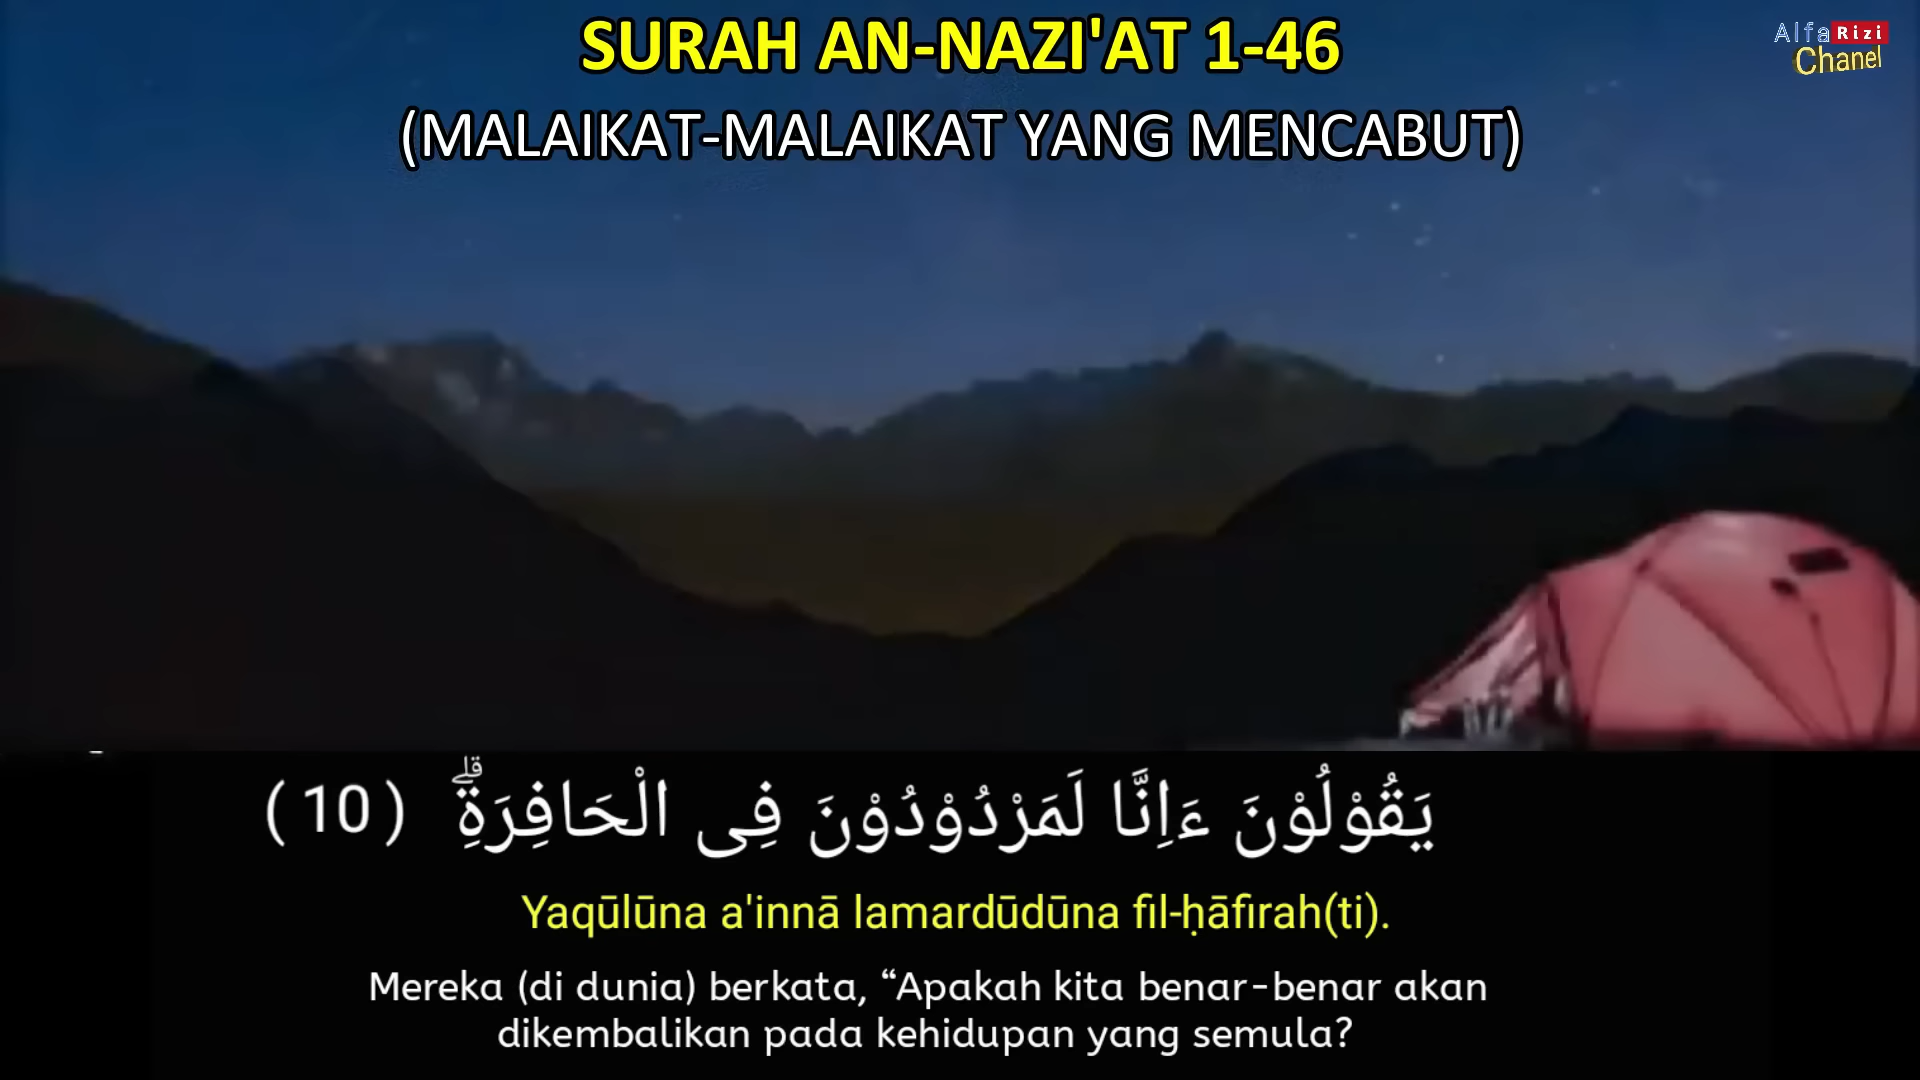 SURAH AN-NAZI'AT 1-46
Alfa Rizi
Chanel
(MALAIKAT-MALAIKAT YANG MENCABUT)
يَقُوْلُوْنَ ءَاِنَّا لَمَرْدُوْدُوْنَ فِى الْحَافِرَةِۗ ( 10 )
Yaqūlūna a'innā lamardūdūna fil-ḥāfirah(ti).
Mereka (di dunia) berkata, “Apakah kita benar-benar akan
dikembalikan pada kehidupan yang semula?